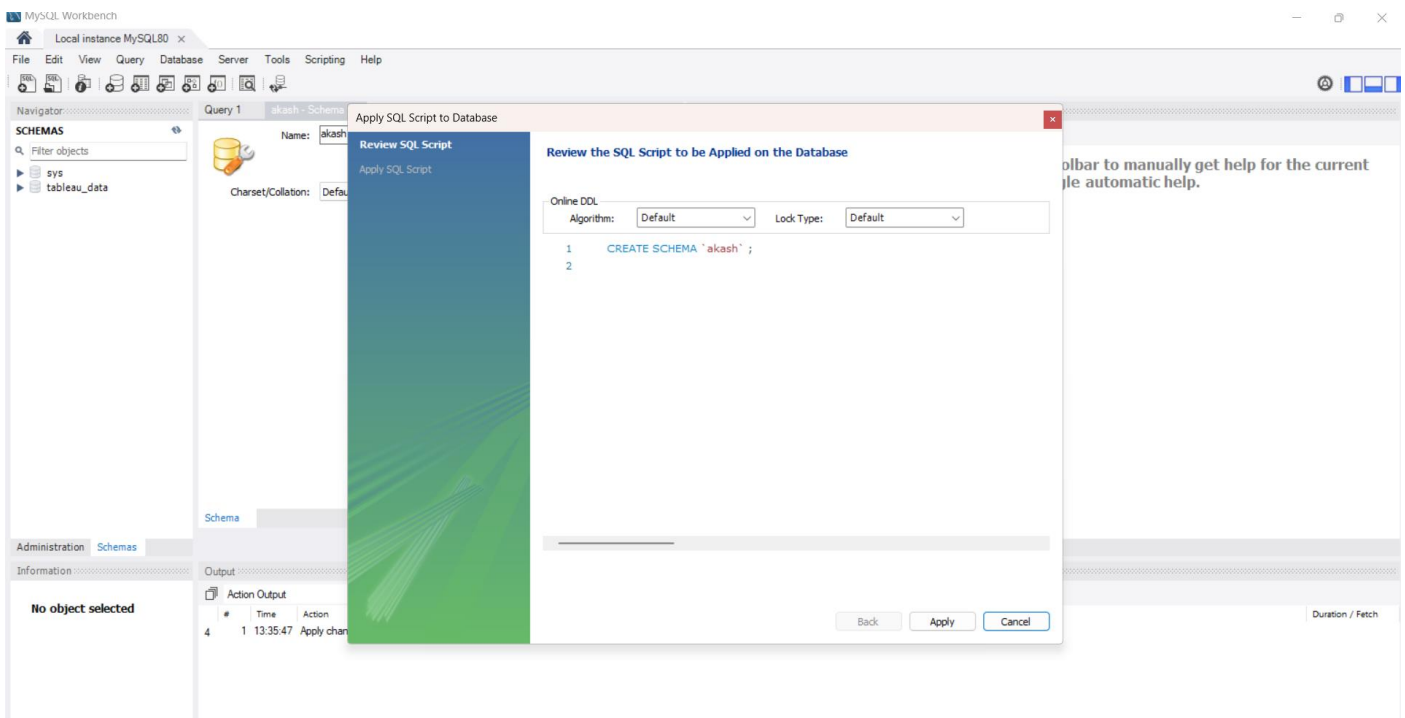 MySQL Workbench
Local instance MySQL80
File Edit View Query Database Server Tools Scripting Help
Navigator
SCHEMAS
Filter objects
sys
tableau_data
Administration Schemas
Information
No object selected
Query 1 akash - Schema
Name: akash
Charset/Collation: Defau
Schema
Apply SQL Script to Database
Review SQL Script
Apply SQL Script
Review the SQL Script to be Applied on the Database
Online DDL
Algorithm: Default Lock Type: Default
1 CREATE SCHEMA `akash` ;
2
Back Apply Cancel
olbar to manually get help for the current
le automatic help.
Output
Action Output
# Time Action Duration / Fetch
4 1 13:35:47 Apply chan